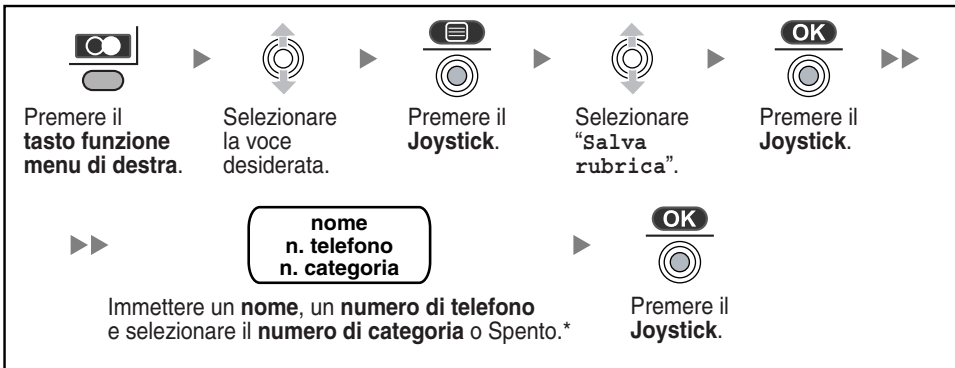 OK
Premere il
tasto funzione
menu di destra.
Selezionare
la voce
desiderata.
Premere il
Joystick.
Selezionare
“Salva
rubrica”.
Premere il
Joystick.
nome
n. telefono
n. categoria
OK
Immettere un nome, un numero di telefono
e selezionare il numero di categoria o Spento.*
Premere il
Joystick.